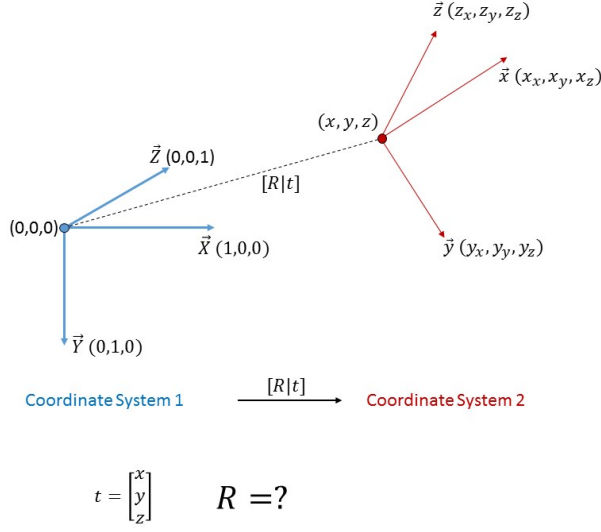 z⃗ (z_x, z_y, z_z)
x⃗ (x_x, x_y, x_z)
(x, y, z)
Z⃗ (0,0,1)
[R|t]
(0,0,0)
X⃗ (1,0,0)
y⃗ (y_x, y_y, y_z)
Y⃗ (0,1,0)
[R|t]
Coordinate System 1
Coordinate System 2
t = [x y z]
R =?